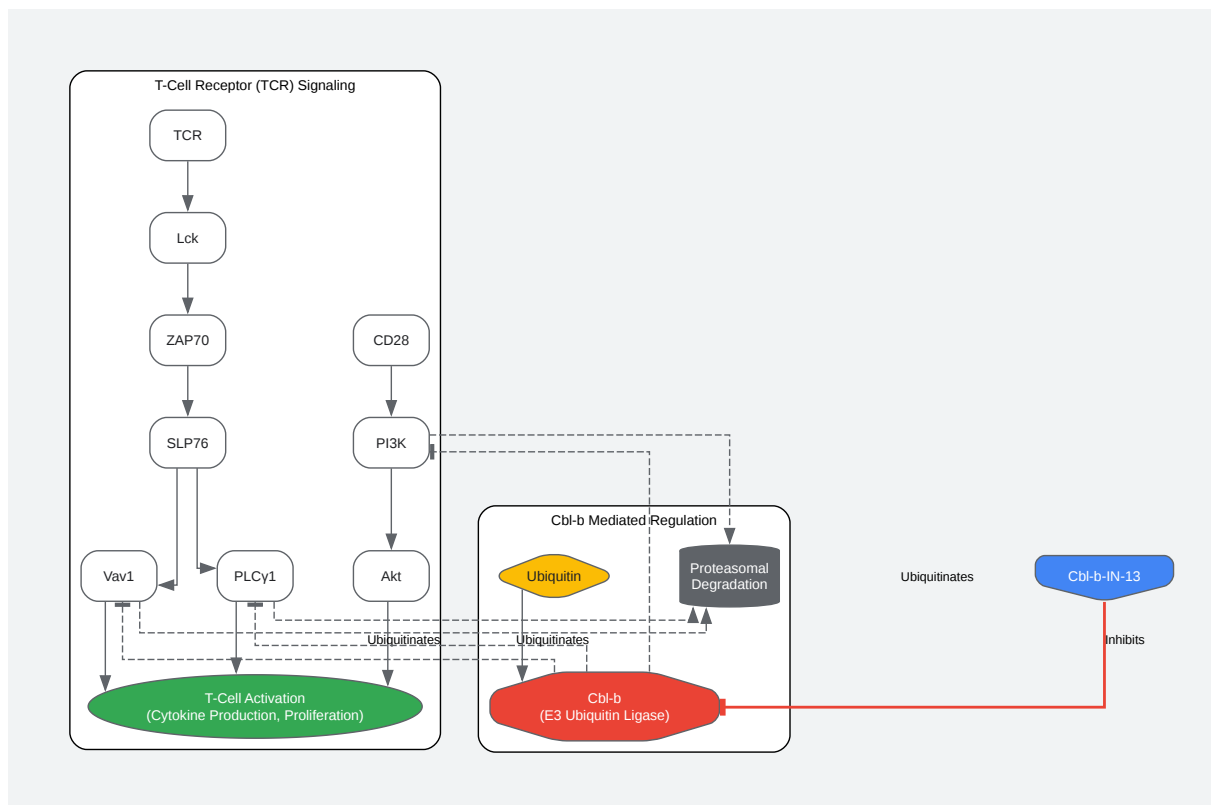 T-Cell Receptor (TCR) Signaling
TCR
Lck
ZAP70
CD28
SLP76
PI3K
Cbl-b Mediated Regulation
Vav1
PLCγ1
Akt
Ubiquitin
Proteasomal
Degradation
Ubiquitinates
Cbl-b-IN-13
Ubiquitinates
Ubiquitinates
Inhibits
T-Cell Activation
(Cytokine Production, Proliferation)
Cbl-b
(E3 Ubiquitin Ligase)